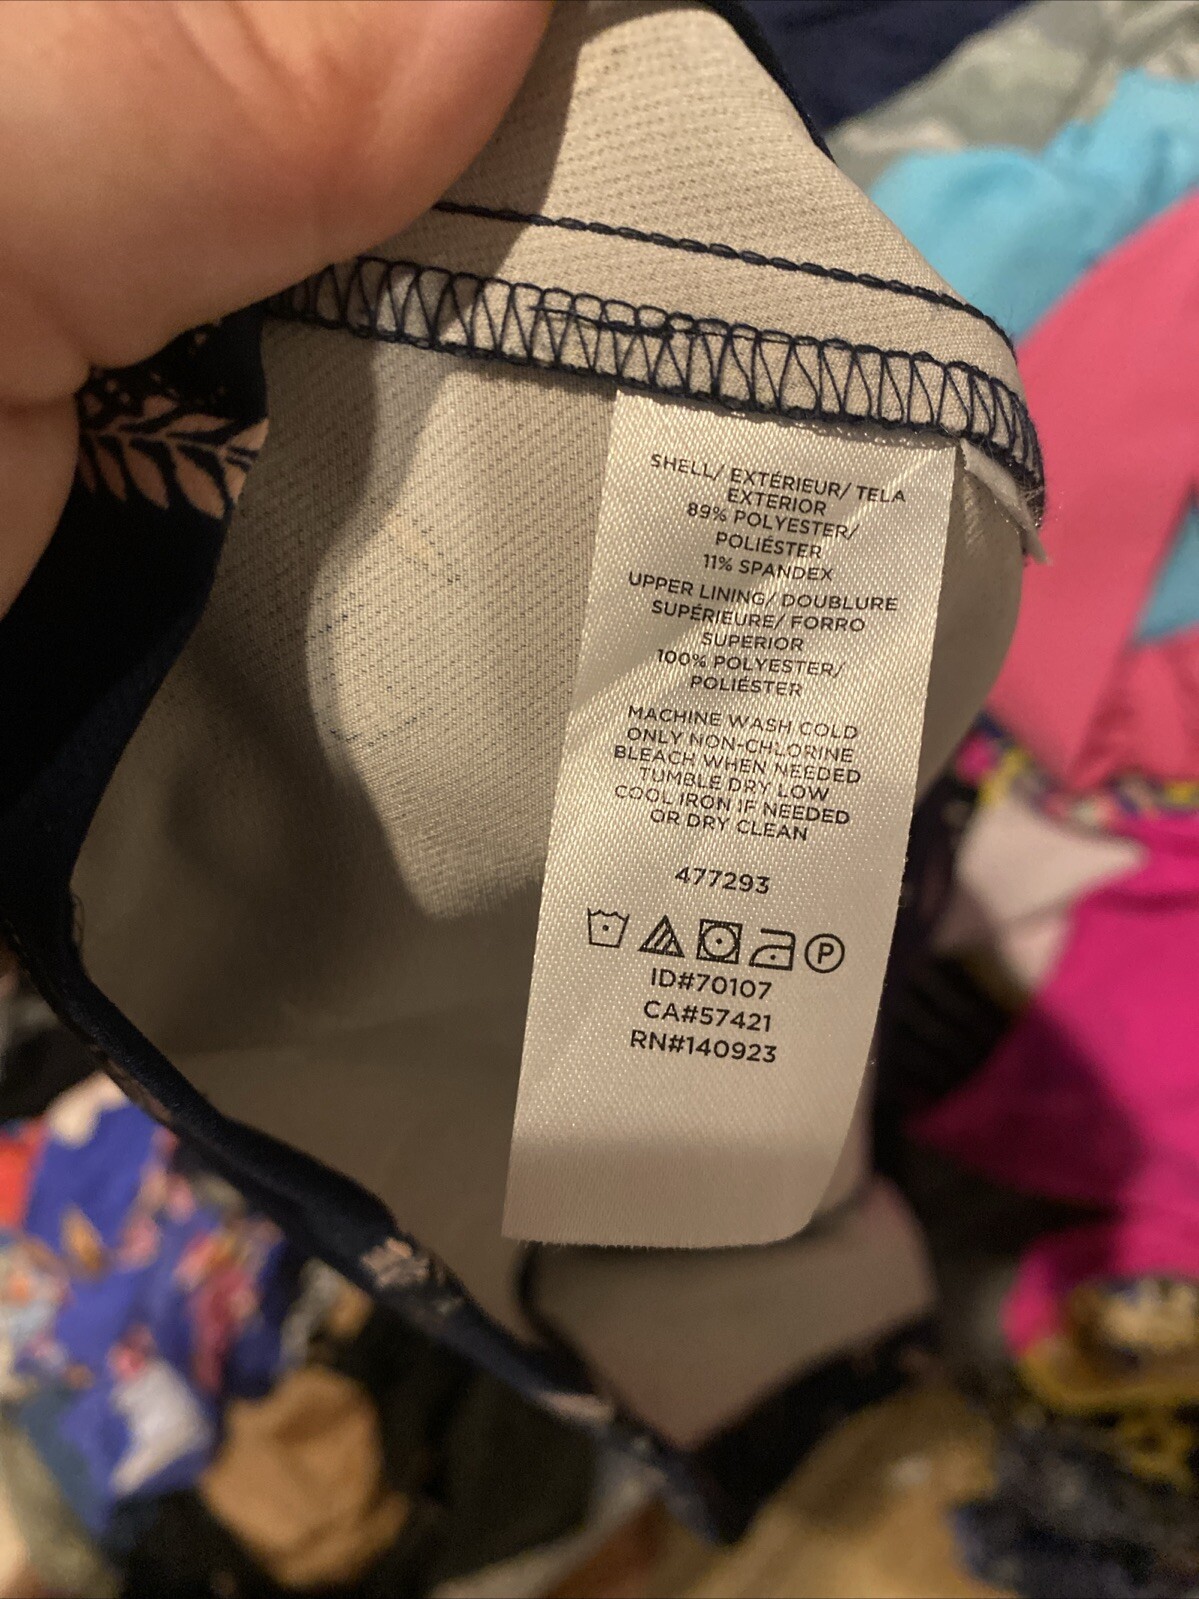 SHELL/ EXTÉRIEUR/ TELA
EXTERIOR
89% POLYESTER/
POLIÉSTER
11% SPANDEX
UPPER LINING/ DOUBLURE
SUPÉRIEURE/ FORRO
SUPERIOR
100% POLYESTER/
POLIÉSTER
MACHINE WASH COLD
ONLY NON-CHLORINE
BLEACH WHEN NEEDED
TUMBLE DRY LOW
COOL IRON IF NEEDED
OR DRY CLEAN
477293
P
ID#70107
CA#57421
RN#140923